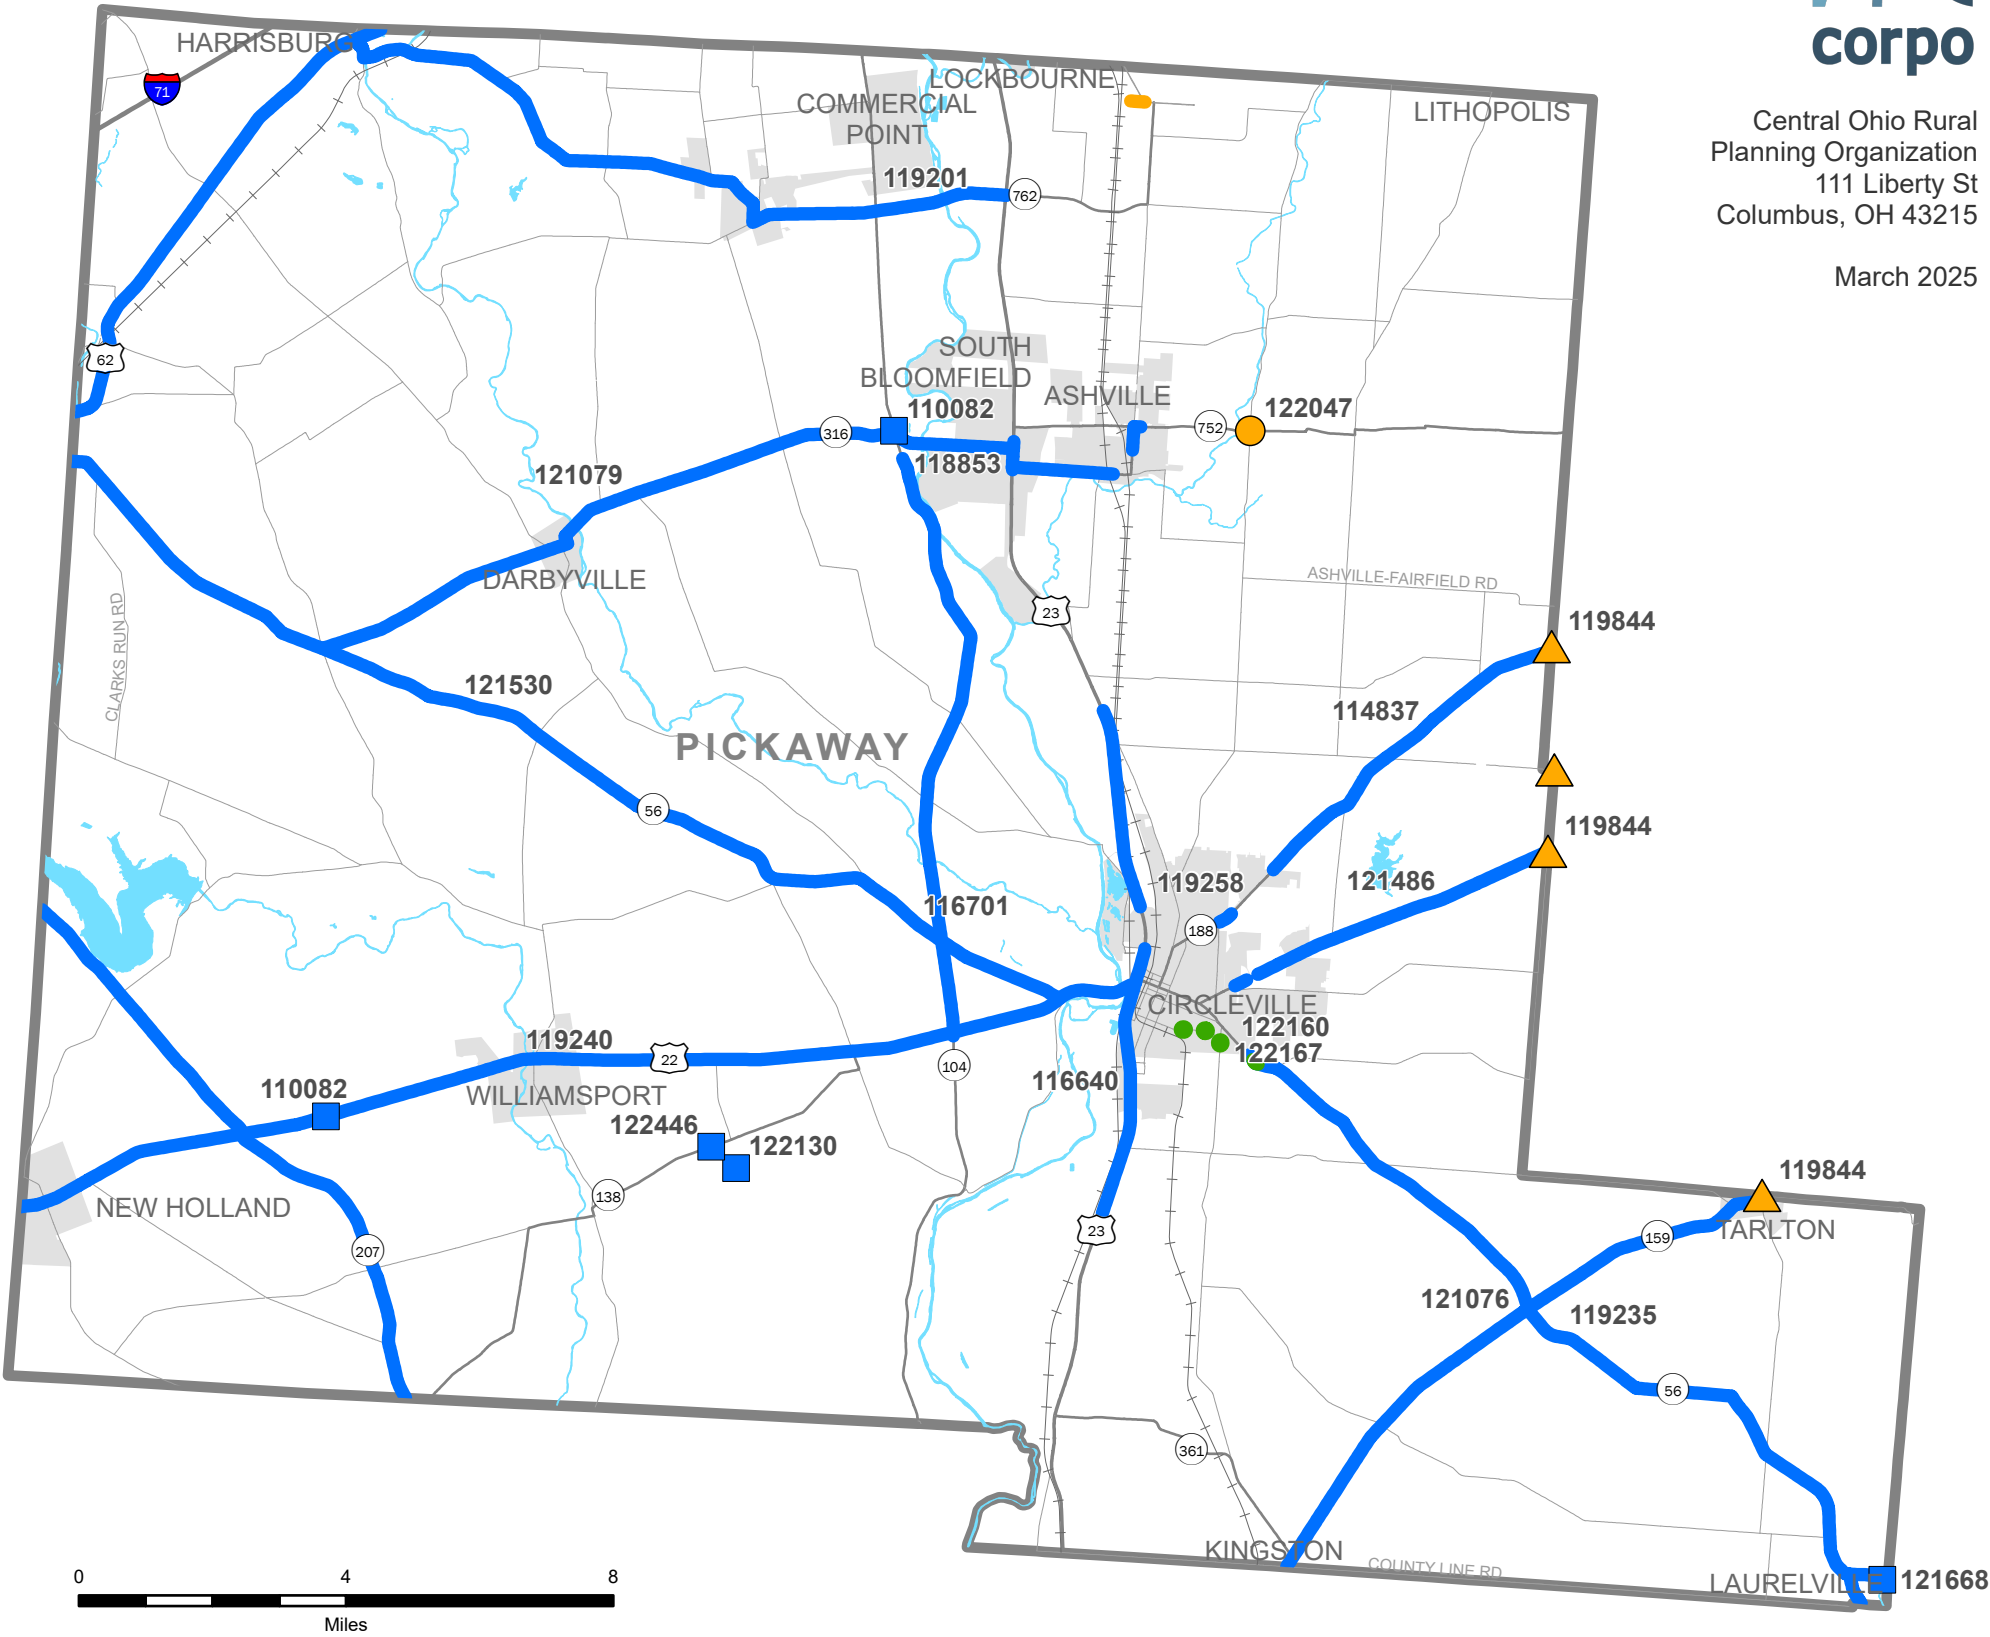 corpo
Central Ohio Rural
Planning Organization
111 Liberty St
Columbus, OH 43215
March 2025
HARRISBURG
71
LOCKBOURNE
COMMERCIAL
POINT
LITHOPOLIS
119201
762
62
SOUTH
BLOOMFIELD
ASHVILLE
110082
122047
316
752
118853
121079
DARBYVILLE
ASHVILLE-FAIRFIELD RD
CLARKS RUN RD
23
119844
121530
114837
PICKAWAY
56
119844
119258
121486
116701
188
CIRCLEVILLE
122160
122167
119240
22
104
116640
110082
WILLIAMSPORT
122446
122130
119844
138
NEW HOLLAND
207
23
159
TARLTON
121076
119235
56
361
KINGSTON
COUNTY LINE RD
LAURELVILLE
121668
0 4 8
Miles